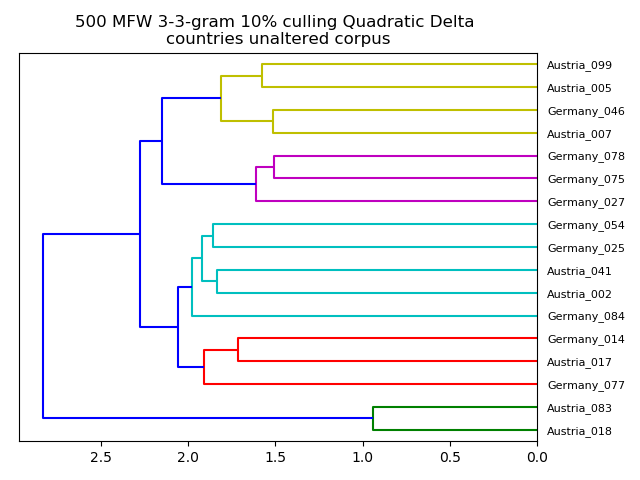 500 MFW 3-3-gram 10% culling Quadratic Delta
countries unaltered corpus
Austria_099
Austria_005
Germany_046
Austria_007
Germany_078
Germany_075
Germany_027
Germany_054
Germany_025
Austria_041
Austria_002
Germany_084
Germany_014
Austria_017
Germany_077
Austria_083
Austria_018
2.5 2.0 1.5 1.0 0.5 0.0